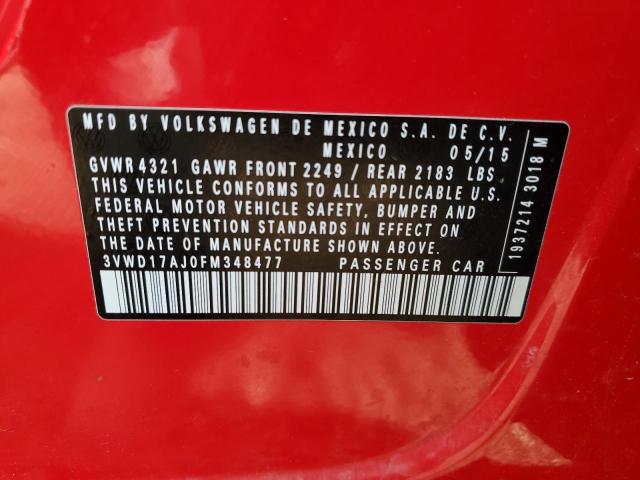 MFD BY VOLKSWAGEN DE MEXICO S.A. DE C.V.
MEXICO 05/15
GVWR 4321 GAWR FRONT 2249 / REAR 2183 LBS
THIS VEHICLE CONFORMS TO ALL APPLICABLE U.S.
FEDERAL MOTOR VEHICLE SAFETY, BUMPER AND
THEFT PREVENTION STANDARDS IN EFFECT ON
THE DATE OF MANUFACTURE SHOWN ABOVE.
3VWD17AJ0FM348477 PASSENGER CAR
1937214 3018 M